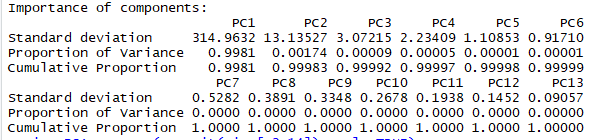 Importance of components:
PC1 PC2 PC3 PC4 PC5 PC6
Standard deviation 314.9632 13.13527 3.07215 2.23409 1.10853 0.91710
Proportion of Variance 0.9981 0.00174 0.00009 0.00005 0.00001 0.00001
Cumulative Proportion 0.9981 0.99983 0.99992 0.99997 0.99998 0.99999
PC7 PC8 PC9 PC10 PC11 PC12 PC13
Standard deviation 0.5282 0.3891 0.3348 0.2678 0.1938 0.1452 0.09057
Proportion of Variance 0.0000 0.0000 0.0000 0.0000 0.0000 0.0000 0.00000
Cumulative Proportion 1.0000 1.0000 1.0000 1.0000 1.0000 1.0000 1.00000